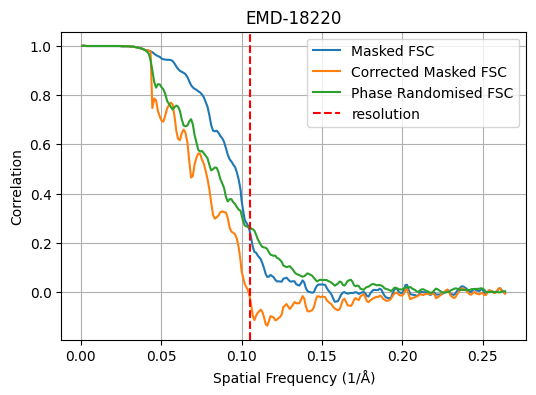 EMD-18220
Masked FSC
Corrected Masked FSC
Phase Randomised FSC
resolution
Correlation
1.0
0.8
0.6
0.4
0.2
0.0
0.00 0.05 0.10 0.15 0.20 0.25
Spatial Frequency (1/Å)